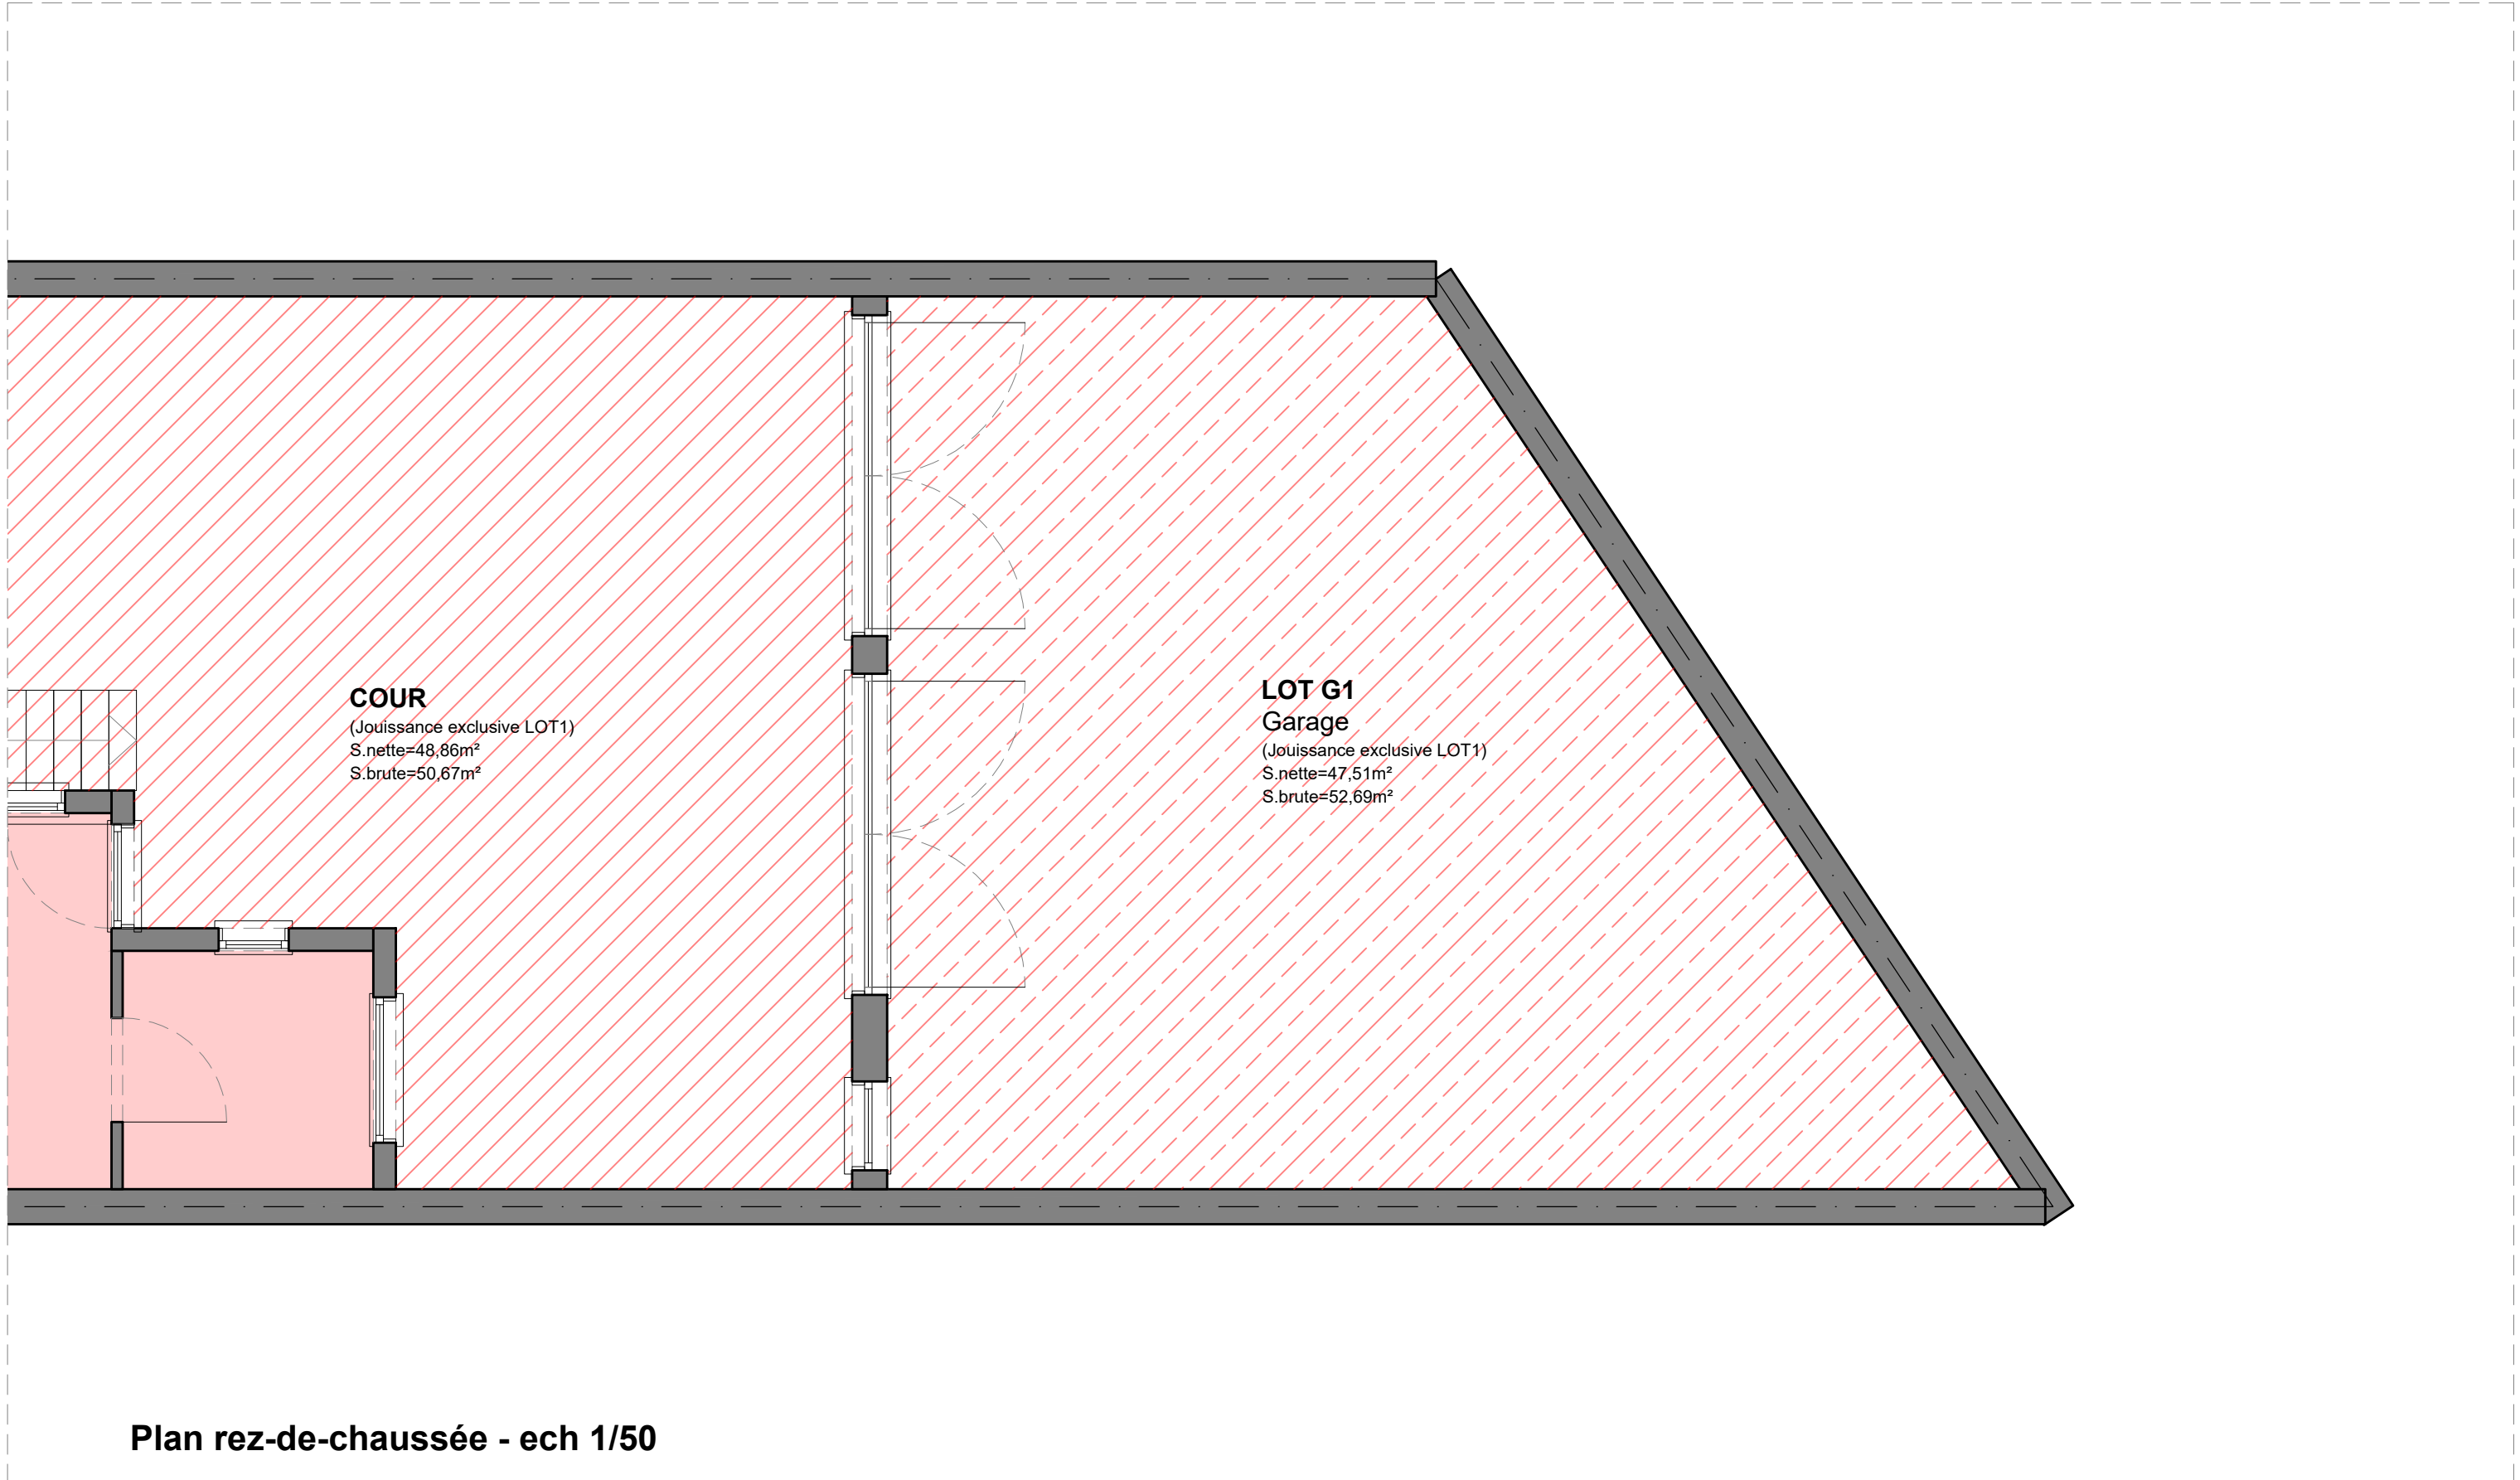 COUR
(Jouissance exclusive LOT1)
S.nette=48,86m²
S.brute=50,67m²
LOT G1
Garage
(Jouissance exclusive LOT1)
S.nette=47,51m²
S.brute=52,69m²
Plan rez-de-chaussée - ech 1/50